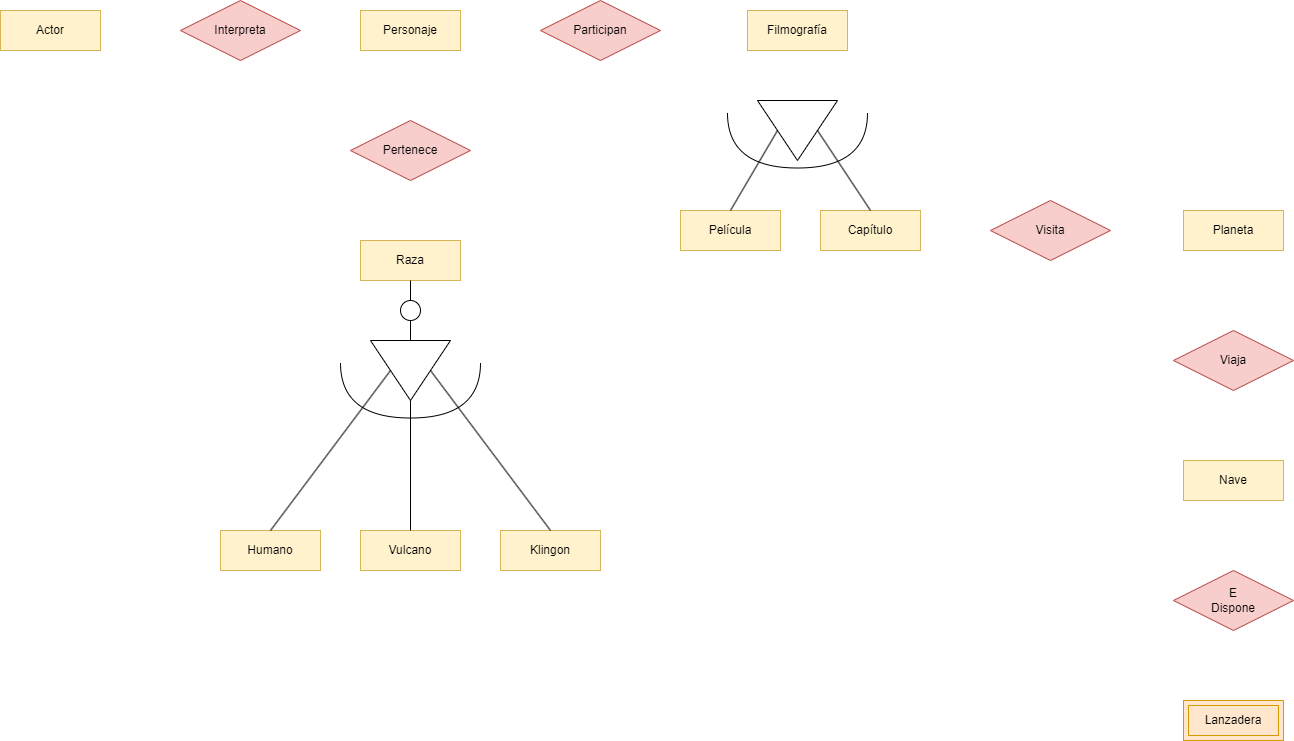 Actor
Interpreta
Personaje
Participan
Filmografía
Pertenece
Película
Capítulo
Visita
Planeta
Raza
Viaja
Nave
Humano
Vulcano
Klingon
E
Dispone
Lanzadera